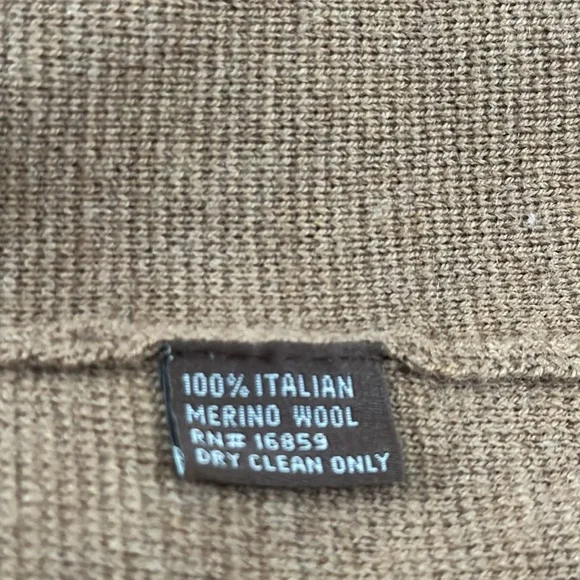 100% ITALIAN
MERINO WOOL
RN# 16859
DRY CLEAN ONLY